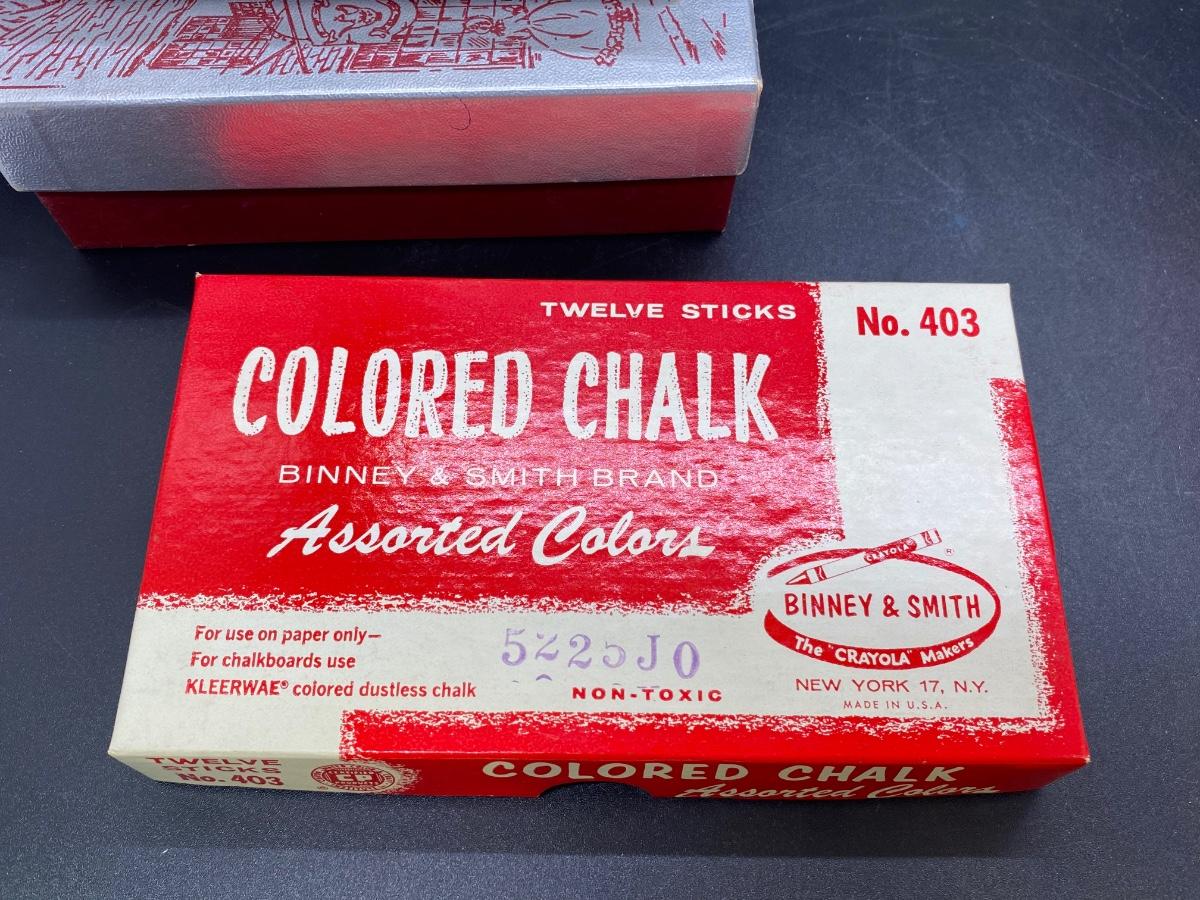 TWELVE STICKS
No. 403
COLORED CHALK
BINNEY & SMITH BRAND
Assorted Colors
CRAYOLA
®
BINNEY & SMITH
The "CRAYOLA" Makers
NEW YORK 17, N.Y.
MADE IN U.S.A.
For use on paper only—
For chalkboards use
KLEERWAE® colored dustless chalk
5225J0
NON-TOXIC
TWELVE
STICKS
No. 403
COLORED CHALK
Assorted Colors